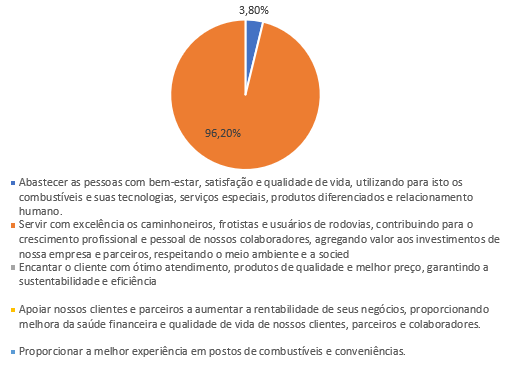 3,80%
96,20%
Abastecer as pessoas com bem-estar, satisfação e qualidade de vida, utilizando para isto os
combustíveis e suas tecnologias, serviços especiais, produtos diferenciados e relacionamento
humano.
Servir com excelência os caminhoneiros, frotistas e usuários de rodovias, contribuindo para o
crescimento profissional e pessoal de nossos colaboradores, agregando valor aos investimentos de
nossa empresa e parceiros, respeitando o meio ambiente e a socied
Encantar o cliente com ótimo atendimento, produtos de qualidade e melhor preço, garantindo a
sustentabilidade e eficiência
Apoiar nossos clientes e parceiros a aumentar a rentabilidade de seus negócios, proporcionando
melhora da saúde financeira e qualidade de vida de nossos clientes, parceiros e colaboradores.
Proporcionar a melhor experiência em postos de combustíveis e conveniências.